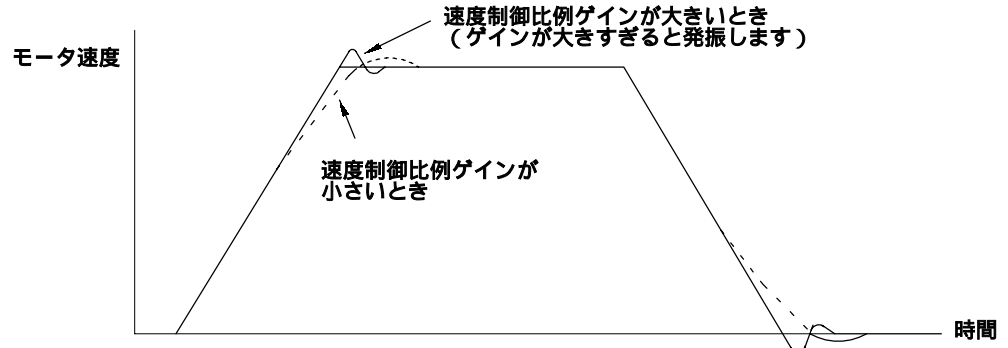 速度制御比例ゲインが大きいとき
（ゲインが大きすぎると発振します）
モータ速度
速度制御比例ゲインが
小さいとき
時間